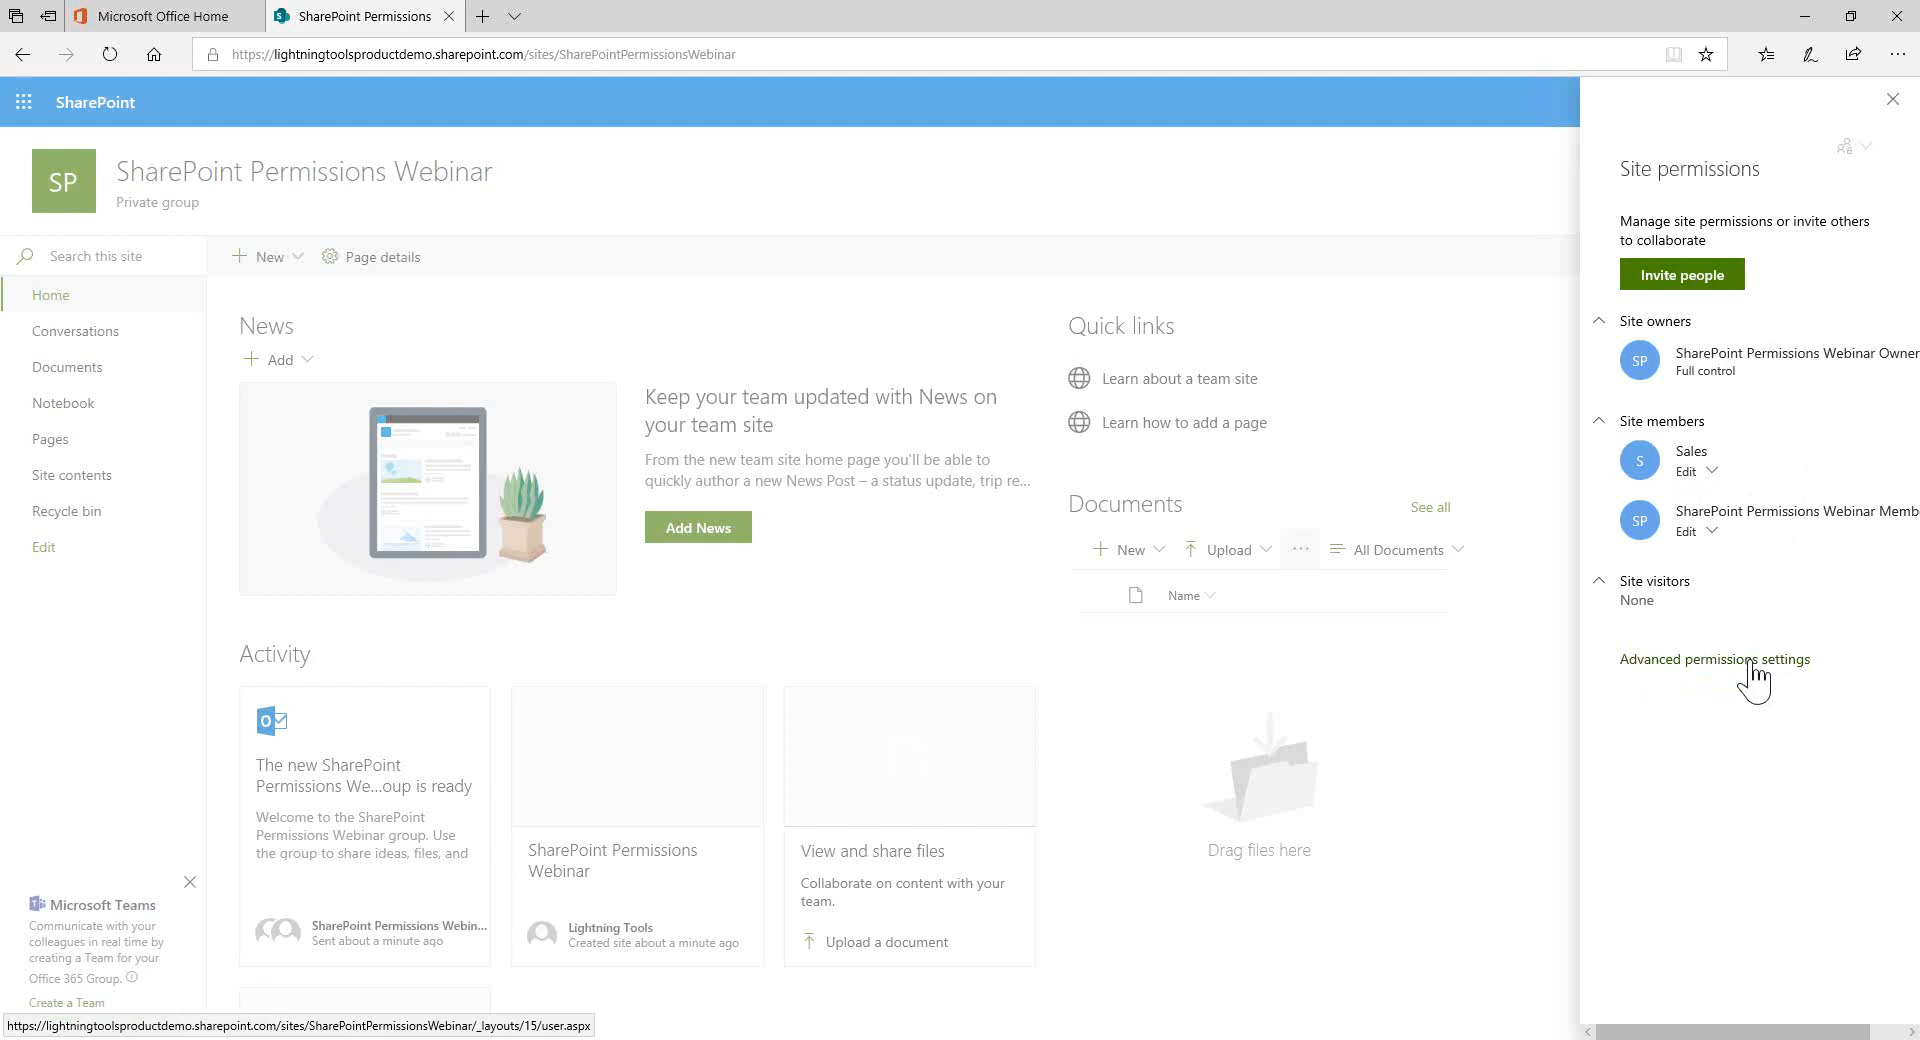 Microsoft Office Home
SharePoint Permissions
https://lightningtoolsproductdemo.sharepoint.com/sites/SharePointPermissionsWebinar
SharePoint
SP
SharePoint Permissions Webinar
Private group
Search this site
New
Page details
Home
Conversations
Documents
Notebook
Pages
Site contents
Recycle bin
Edit
News
Add
Keep your team updated with News on
your team site
From the new team site home page you'll be able to
quickly author a new News Post – a status update, trip re...
Add News
Quick links
Learn about a team site
Learn how to add a page
Documents
See all
New
Upload
All Documents
Name
Drag files here
Activity
The new SharePoint
Permissions We...oup is ready
Welcome to the SharePoint
Permissions Webinar group. Use
the group to share ideas, files, and
SharePoint Permissions Webin...
Sent about a minute ago
SharePoint Permissions
Webinar
Lightning Tools
Created site about a minute ago
View and share files
Collaborate on content with your
team.
Upload a document
Microsoft Teams
Communicate with your
colleagues in real time by
creating a Team for your
Office 365 Group.
Create a Team
https://lightningtoolsproductdemo.sharepoint.com/sites/SharePointPermissionsWebinar/_layouts/15/user.aspx
Site permissions
Manage site permissions or invite others
to collaborate
Invite people
Site owners
SP
SharePoint Permissions Webinar Owner
Full control
Site members
S
Sales
Edit
SP
SharePoint Permissions Webinar Memb
Edit
Site visitors
None
Advanced permissions settings